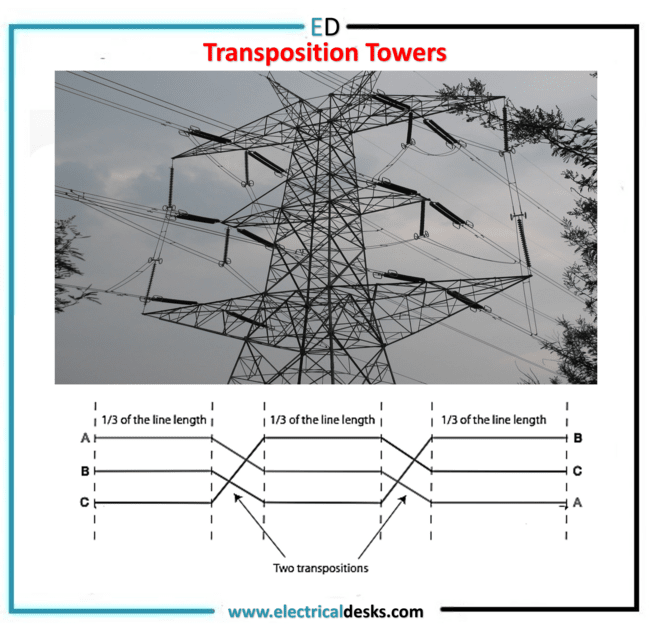 ED
Transposition Towers
1/3 of the line length
1/3 of the line length
1/3 of the line length
A
B
B
C
C
A
Two transpositions
www.electricaldesks.com